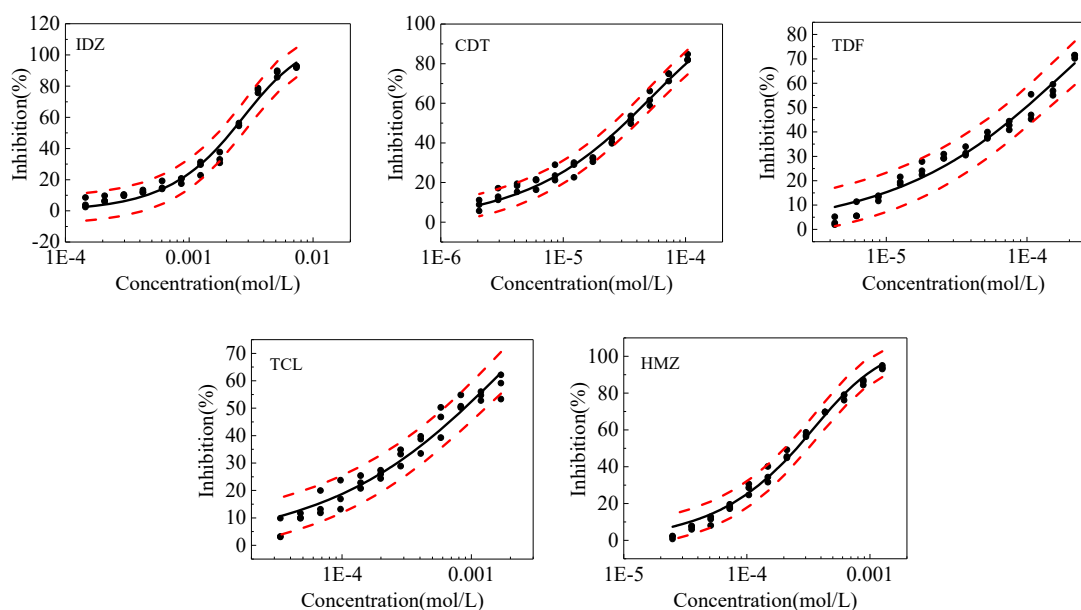 IDZ
Inhibition(%)
120
100
80
60
40
20
0
-20
1E-4
0.001
0.01
Concentration(mol/L)
CDT
Inhibition(%)
100
80
60
40
20
0
1E-6
1E-5
1E-4
Concentration(mol/L)
TDF
Inhibition(%)
80
70
60
50
40
30
20
10
0
1E-5
1E-4
Concentration(mol/L)
TCL
Inhibition(%)
70
60
50
40
30
20
10
0
1E-4
0.001
Concentration(mol/L)
HMZ
Inhibition(%)
100
80
60
40
20
0
1E-5
1E-4
0.001
Concentration(mol/L)